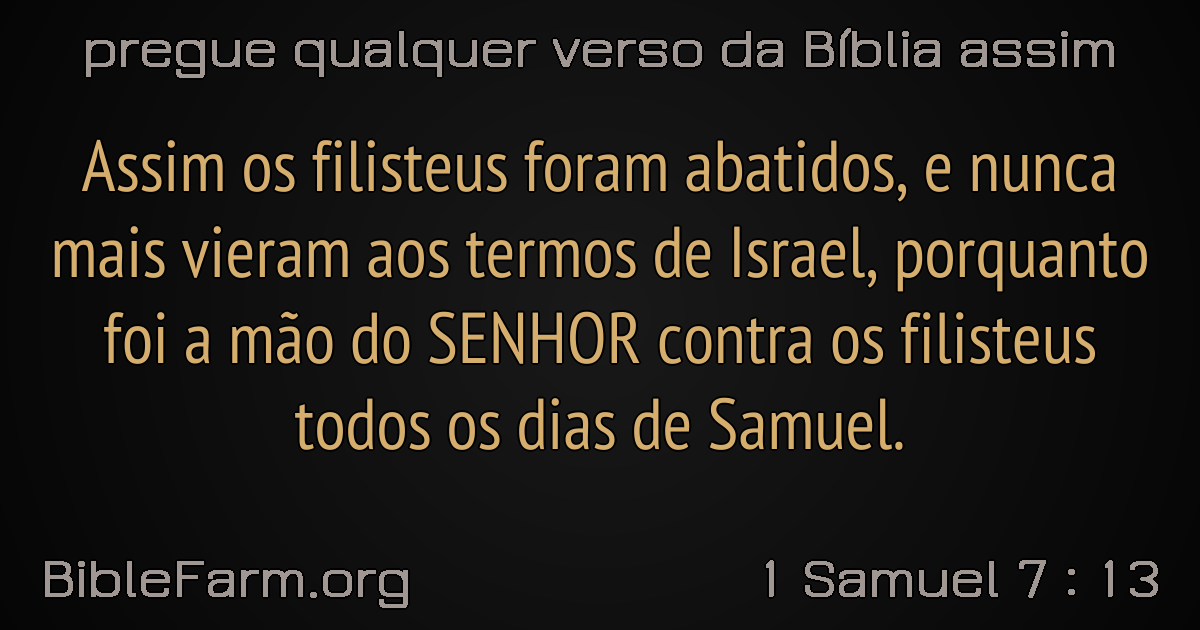 pregue qualquer verso da Bíblia assim
Assim os filisteus foram abatidos, e nunca
mais vieram aos termos de Israel, porquanto
foi a mão do SENHOR contra os filisteus
todos os dias de Samuel.
BibleFarm.org
1 Samuel 7 : 13